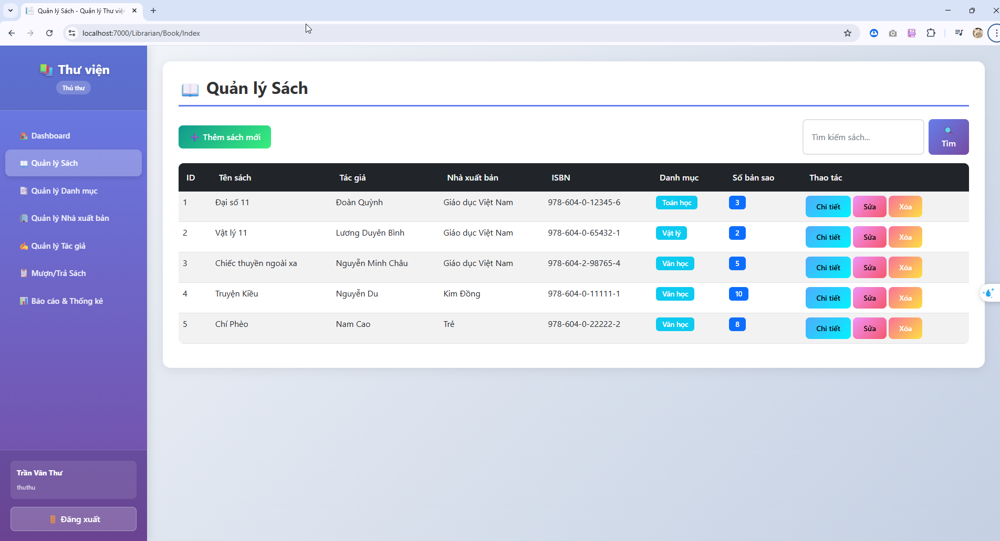 Quản lý Sách - Quản lý Thư viện
localhost:7000/Librarian/Book/Index
Thư viện
Thủ thư
Dashboard
Quản lý Sách
Quản lý Danh mục
Quản lý Nhà xuất bản
Quản lý Tác giả
Mượn/Trả Sách
Báo cáo & Thống kê
Trần Văn Thư
thuthu
Đăng xuất
Quản lý Sách
Thêm sách mới
Tìm kiếm sách...
Tìm
ID Tên sách Tác giả Nhà xuất bản ISBN Danh mục Số bản sao Thao tác
1 Đại số 11 Đoàn Quỳnh Giáo dục Việt Nam 978-604-0-12345-6 Toán học 3 Chi tiết Sửa Xóa
2 Vật lý 11 Lương Duyên Bình Giáo dục Việt Nam 978-604-0-65432-1 Vật lý 2 Chi tiết Sửa Xóa
3 Chiếc thuyền ngoài xa Nguyễn Minh Châu Giáo dục Việt Nam 978-604-2-98765-4 Văn học 5 Chi tiết Sửa Xóa
4 Truyện Kiều Nguyễn Du Kim Đồng 978-604-0-11111-1 Văn học 10 Chi tiết Sửa Xóa
5 Chí Phèo Nam Cao Trẻ 978-604-0-22222-2 Văn học 8 Chi tiết Sửa Xóa